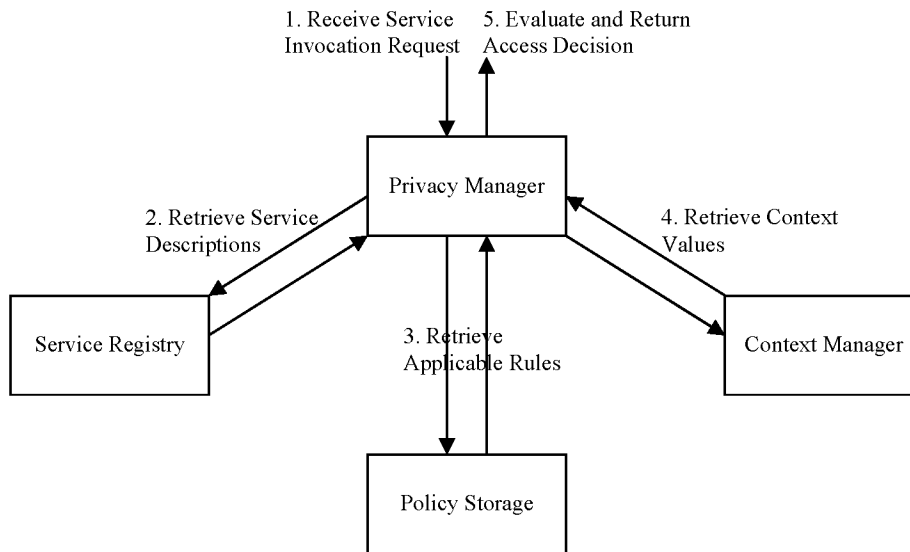 1. Receive Service
Invocation Request
5. Evaluate and Return
Access Decision
Privacy Manager
2. Retrieve Service
Descriptions
4. Retrieve Context
Values
Service Registry
3. Retrieve
Applicable Rules
Context Manager
Policy Storage